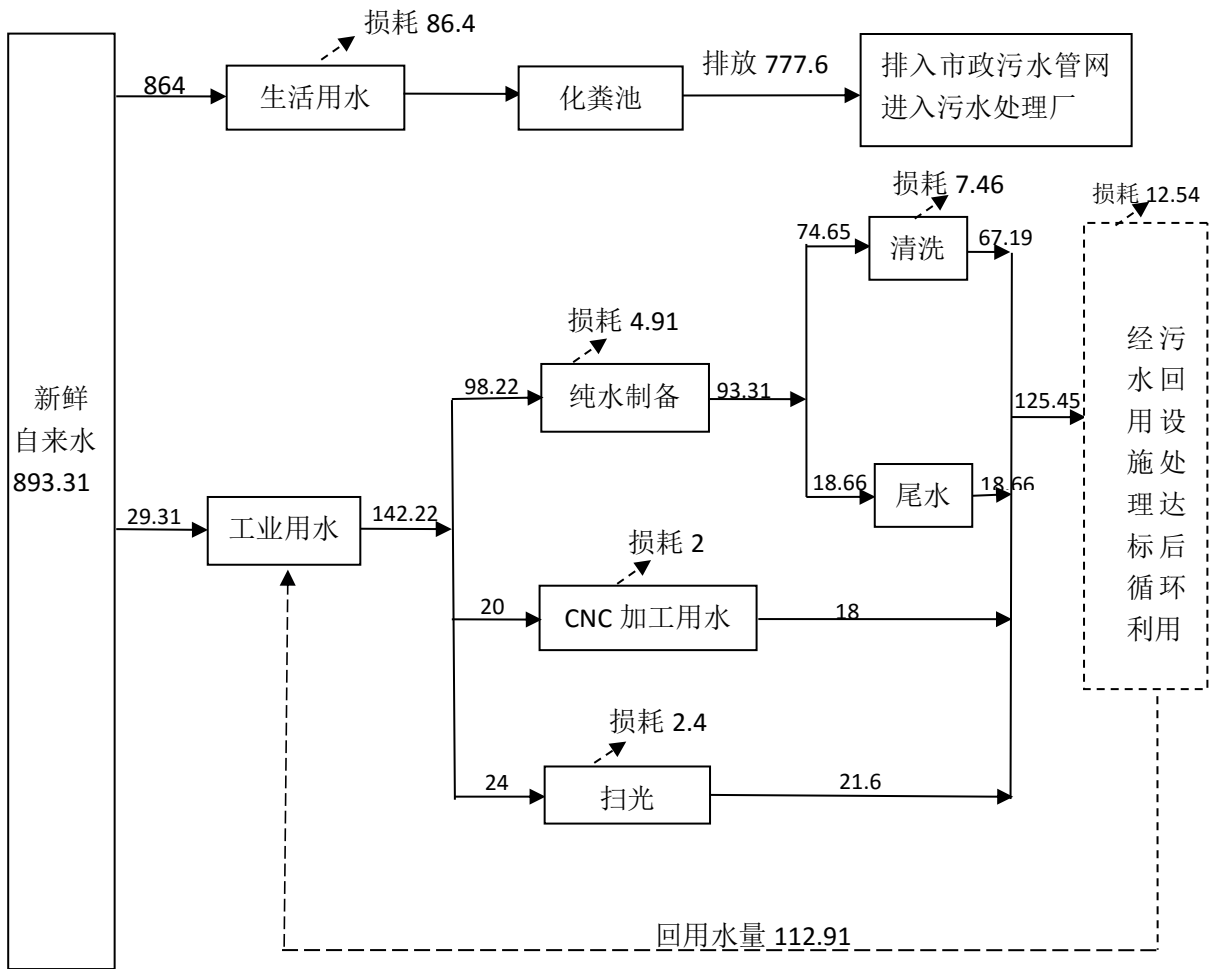 损耗 86.4
864
生活用水
化粪池
排放 777.6
排入市政污水管网
进入污水处理厂
损耗 7.46
损耗 12.54
74.65
清洗
67.19
损耗 4.91
98.22
纯水制备
93.31
125.45
新鲜
自来水
893.31
18.66
尾水
18.66
29.31
工业用水
142.22
经污
水回
用设
施处
理达
标后
循环
利用
损耗 2
20
CNC 加工用水
18
损耗 2.4
24
扫光
21.6
回用水量 112.91